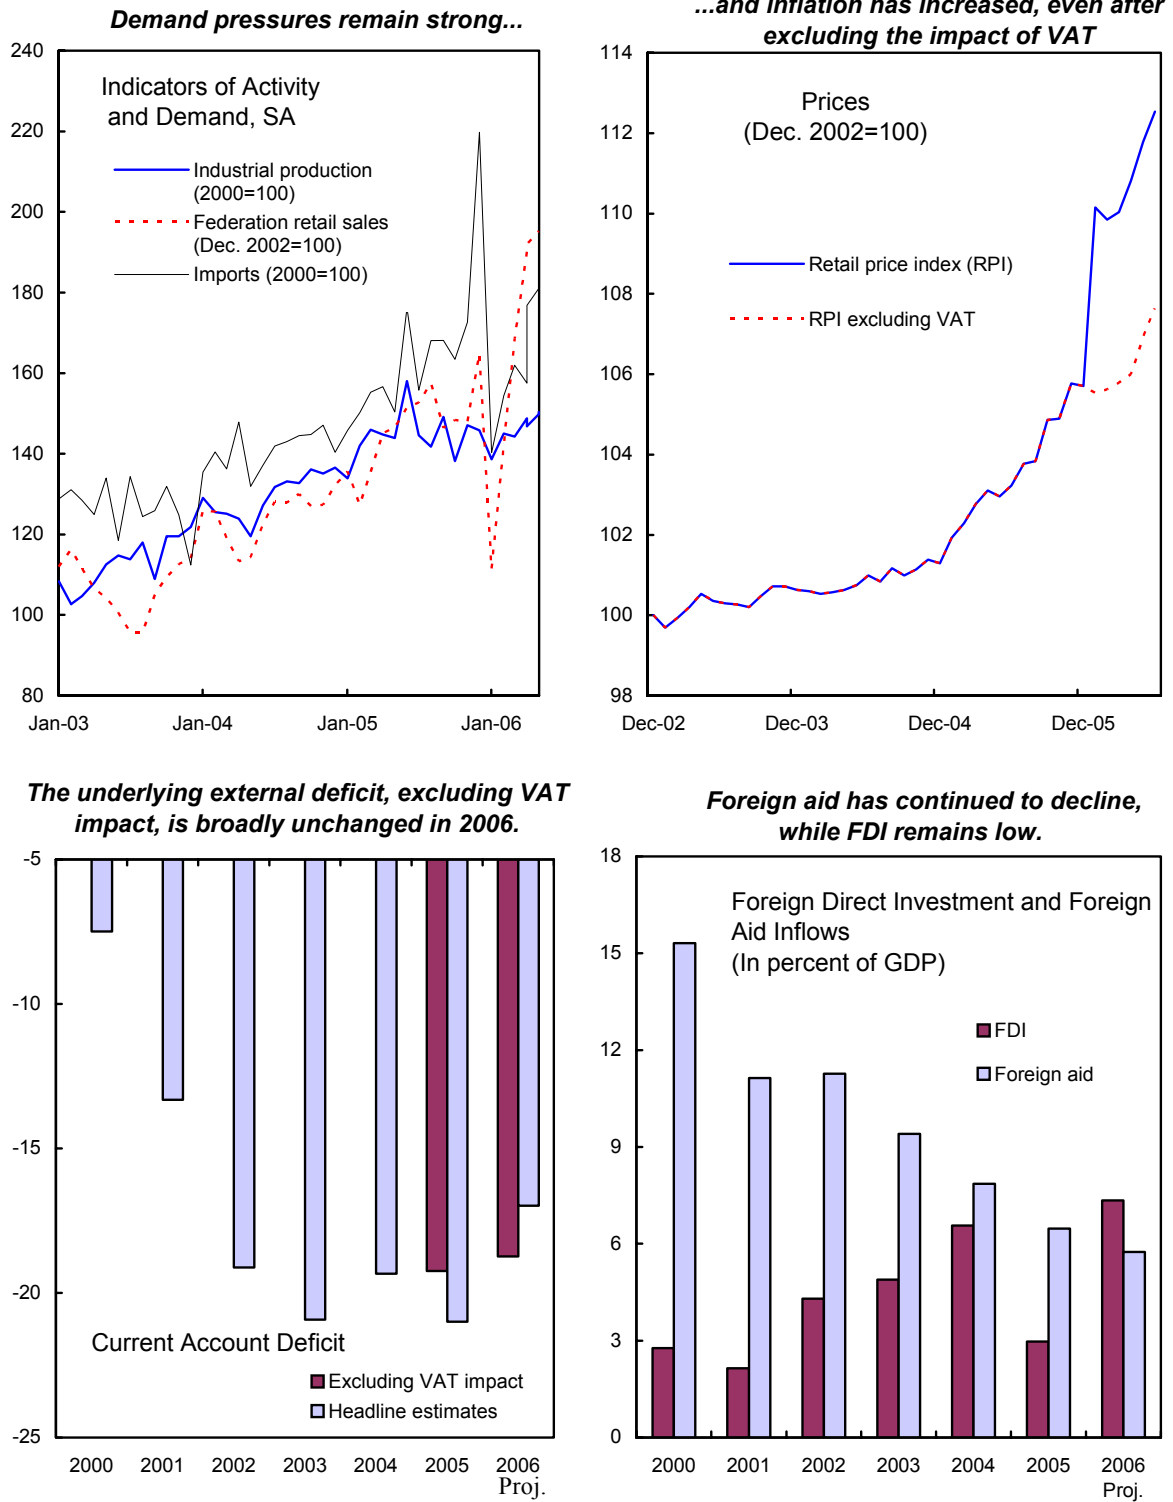 Demand pressures remain strong...
240
220
200
180
160
140
120
100
80
Indicators of Activity
and Demand, SA
Industrial production
(2000=100)
Federation retail sales
(Dec. 2002=100)
Imports (2000=100)
Jan-03
Jan-04
Jan-05
Jan-06
...and inflation has increased, even after
excluding the impact of VAT
114
112
110
108
106
104
102
100
98
Prices
(Dec. 2002=100)
Retail price index (RPI)
RPI excluding VAT
Dec-02
Dec-03
Dec-04
Dec-05
The underlying external deficit, excluding VAT
impact, is broadly unchanged in 2006.
-5
-10
-15
-20
-25
Current Account Deficit
Excluding VAT impact
Headline estimates
2000
2001
2002
2003
2004
2005
2006
Proj.
Foreign aid has continued to decline,
while FDI remains low.
18
15
12
9
6
3
0
Foreign Direct Investment and Foreign
Aid Inflows
(In percent of GDP)
FDI
Foreign aid
2000
2001
2002
2003
2004
2005
2006
Proj.